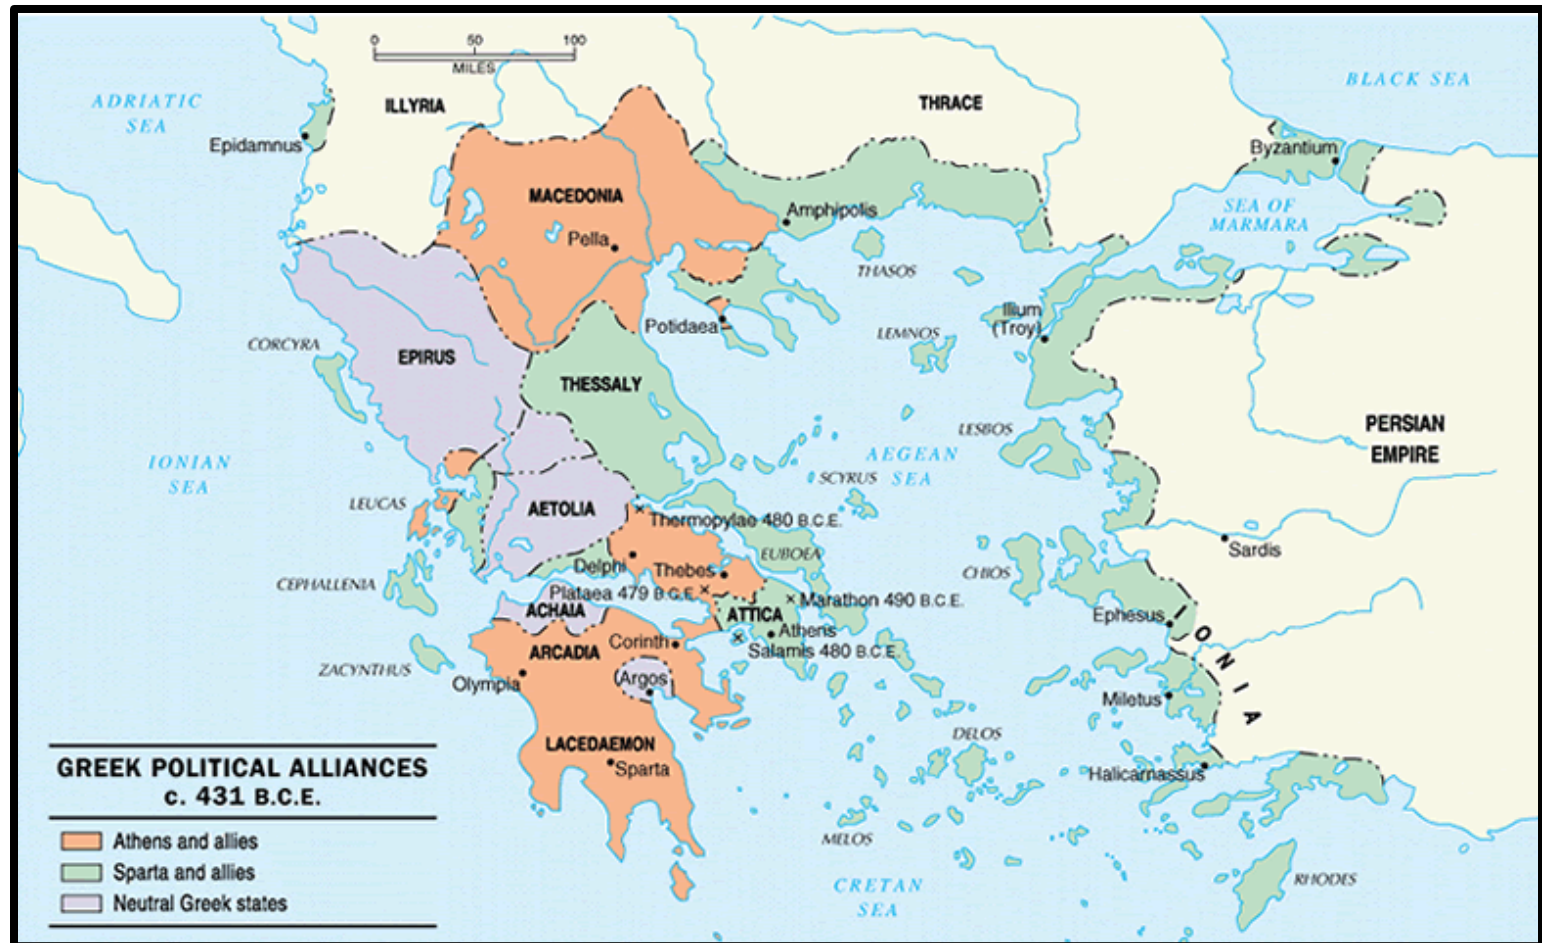 0 50 100
MILES
BLACK SEA
ADRIATIC
SEA
ILLYRIA
THRACE
Epidamnus
Byzantium
MACEDONIA
Amphipolis
SEA OF
MARMARA
Pella
THASOS
Illium
(Troy)
Potidaea
LEMNOS
CORCYRA
EPIRUS
THESSALY
PERSIAN
EMPIRE
LESBOS
AEGEAN
SEA
IONIAN
SEA
SCYRUS
LEUCAS
AETOLIA
Thermopylae 480 B.C.E.
EUBOEA
Sardis
Delphi
Thebes
CHIOS
CEPHALLENIA
Plataea 479 B.C.E.
Marathon 490 B.C.E.
ACHAIA
ATTICA
Ephesus
IONIA
Athens
Corinth
ARCADIA
Salamis 480 B.C.E.
ZACYNTHUS
Olympia
(Argos
Miletus
DELOS
LACEDAEMON
Sparta
Halicarnassus
MELOS
RHODES
CRETAN
SEA
GREEK POLITICAL ALLIANCES
c. 431 B.C.E.
Athens and allies
Sparta and allies
Neutral Greek states